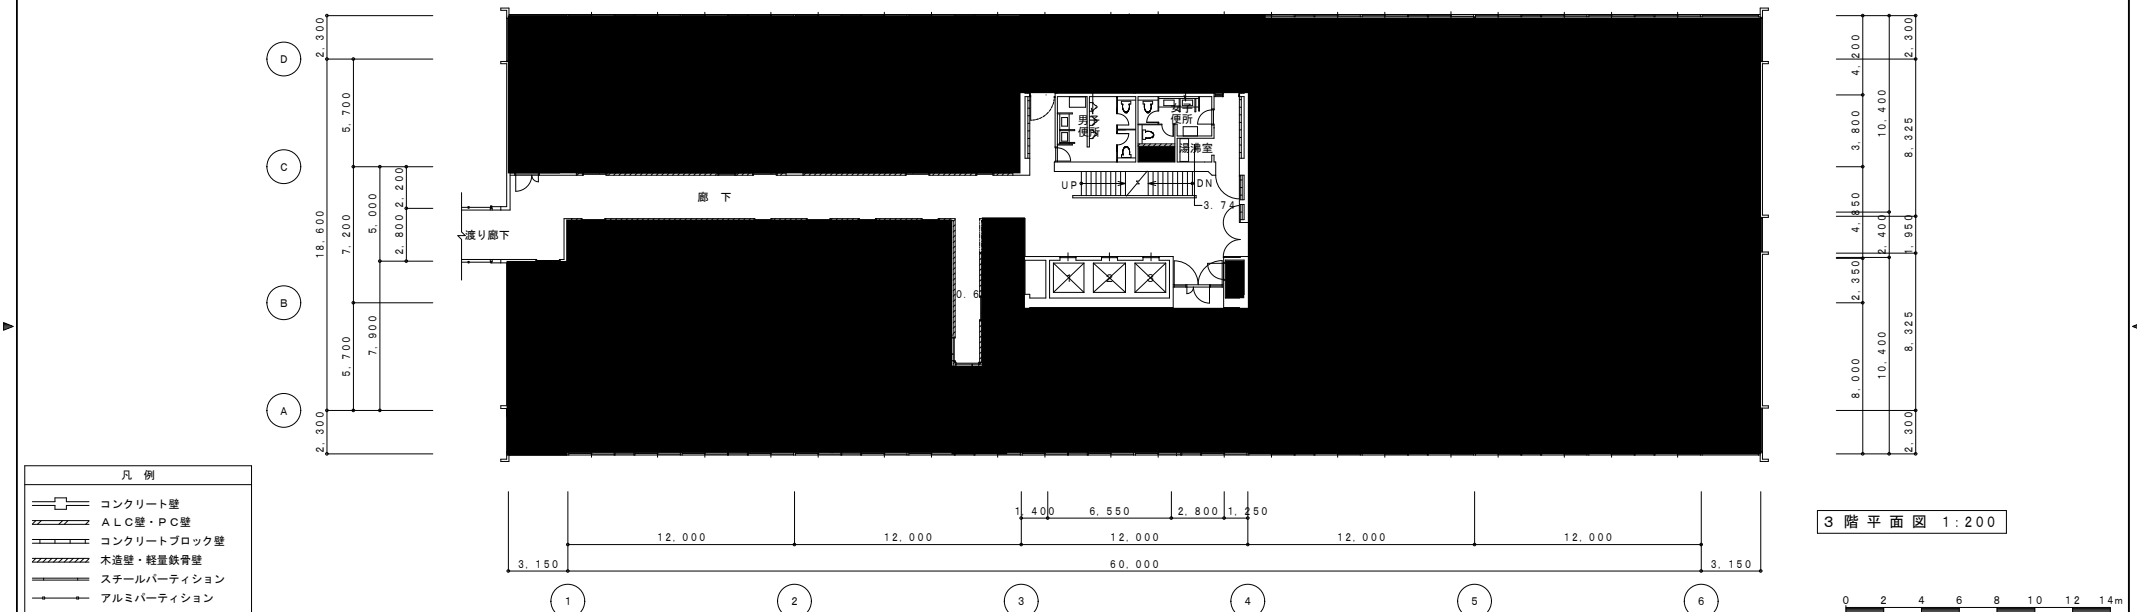 2,300
5,700
18,600
7,200
5,000
2,200
2,800
5,700
7,900
2,300
D
C
B
A
男子
便所
女子
便所
湯沸室
UP
DN
3.74
廊 下
渡り廊下
0.6
1
2
3
4,200
2,300
3,800
10,400
8,325
4,850
2,400
1,950
2,350
8,000
10,400
8,325
2,300
1,400
6,550
2,800
1,250
12,000
12,000
12,000
12,000
12,000
3,150
60,000
3,150
1
2
3
4
5
6
凡 例
コンクリート壁
ALC壁・PC壁
コンクリートブロック壁
木造壁・軽量鉄骨壁
スチールパーティション
アルミパーティション
3 階 平 面 図 1:200
0 2 4 6 8 10 12 14m